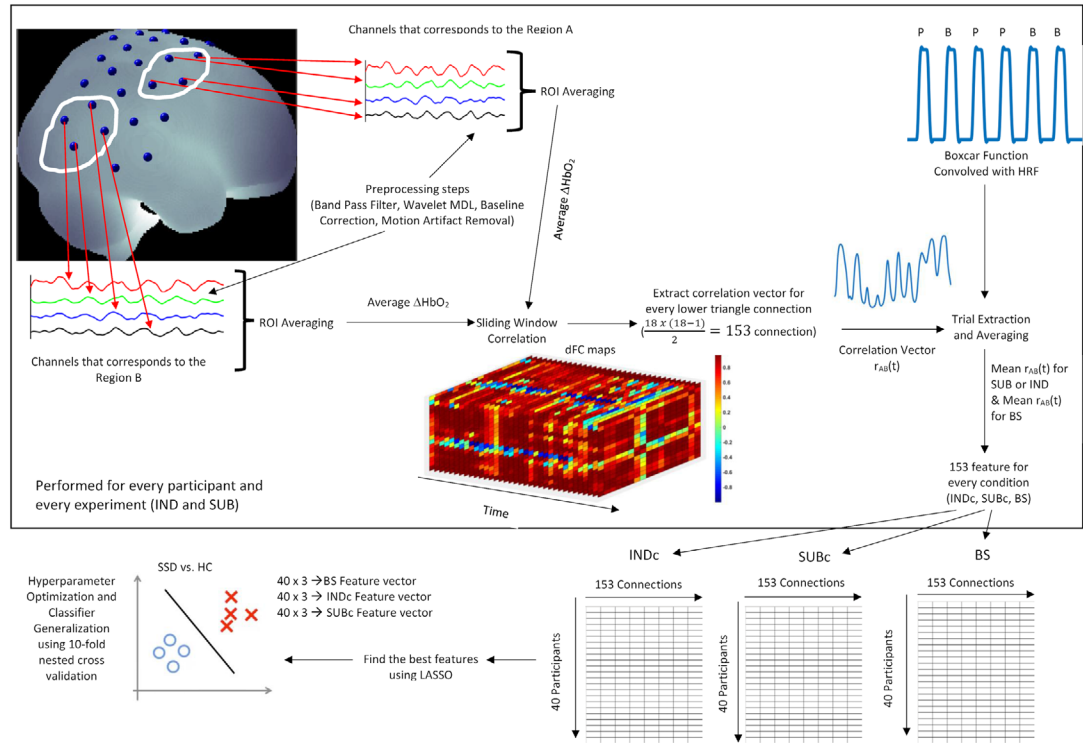 Channels that corresponds to the Region A
ROI Averaging
P B P P B B
Boxcar Function
Convolved with HRF
Preprocessing steps
(Band Pass Filter, Wavelet MDL, Baseline
Correction, Motion Artifact Removal)
Average ΔHbO₂
ROI Averaging
Average ΔHbO₂
Channels that corresponds to the
Region B
Sliding Window
Correlation
Extract correlation vector for
every lower triangle connection
(18 x (18−1)/2 = 153 connection)
Correlation Vector
rAB(t)
Trial Extraction
and Averaging
Mean rAB(t) for
SUB or IND
& Mean rAB(t)
for BS
dFC maps
0.8
0.6
0.4
0.2
0
-0.2
-0.4
-0.6
-0.8
Time
Performed for every participant and
every experiment (IND and SUB)
153 feature for
every condition
(INDc, SUBc, BS)
INDc
SUBc
BS
153 Connections
153 Connections
153 Connections
40 Participants
40 Participants
40 Participants
Find the best features
using LASSO
SSD vs. HC
40 x 3 →BS Feature vector
40 x 3 → INDc Feature vector
40 x 3 → SUBc Feature vector
Hyperparameter
Optimization and
Classifier
Generalization
using 10-fold
nested cross
validation